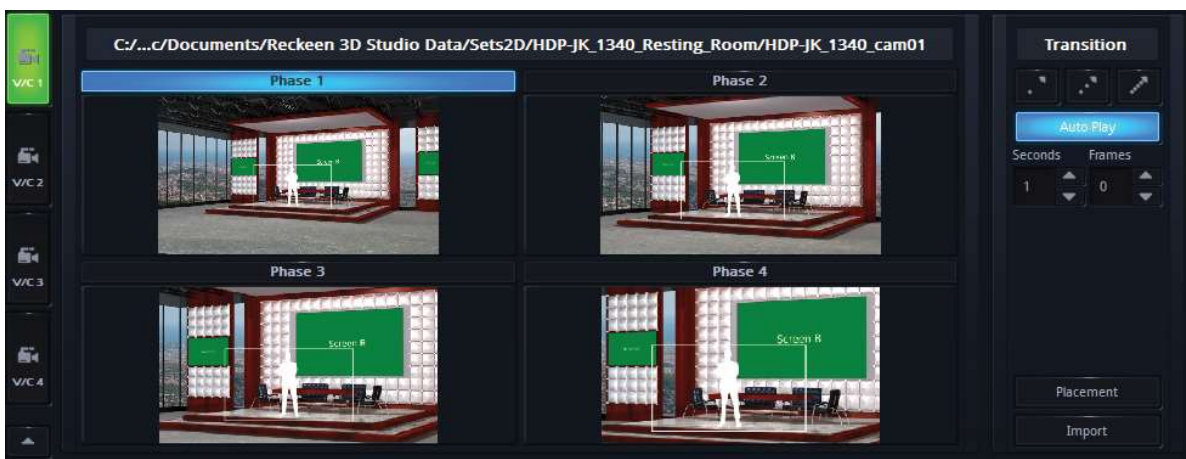 C:/...c/Documents/Reckeen 3D Studio Data/Sets2D/HDP-JK_1340_Resting_Room/HDP-JK_1340_cam01
Transition
V/C 1
Phase 1
Phase 2
Screen B
Auto Play
Seconds Frames
1 0
V/C 2
V/C 3
Phase 3
Phase 4
Screen B
Screen B
V/C 4
Placement
Import